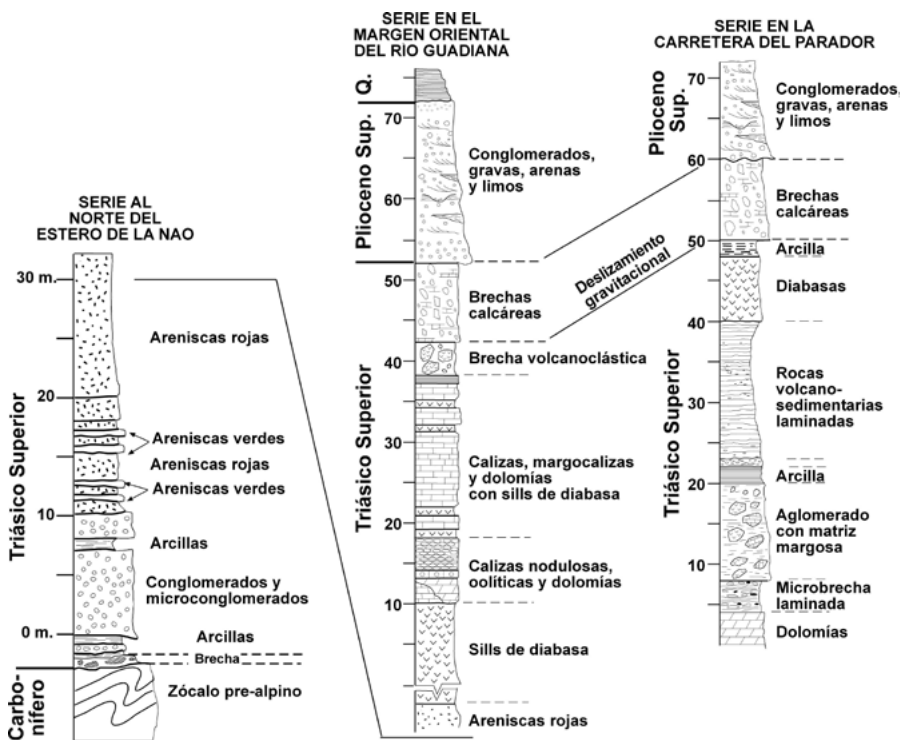 SERIE AL
NORTE DEL
ESTERO DE LA NAO
30 m.
20
10
0 m.
Triásico Superior
Carbo-
nífero
Areniscas rojas
Areniscas verdes
Areniscas rojas
Areniscas verdes
Arcillas
Conglomerados y
microconglomerados
Arcillas
Brecha
Zócalo pre-alpino
SERIE EN EL
MARGEN ORIENTAL
DEL RÍO GUADIANA
Q.
Plioceno Sup.
Triásico Superior
70
60
50
40
30
20
10
Conglomerados,
gravas, arenas
y limos
Brechas
calcáreas
Brecha volcanoclástica
Calizas, margocalizas
y dolomías
con sills de diabasa
Calizas nodulosas,
oolíticas y dolomías
Sills de diabasa
Areniscas rojas
Deslizamiento
gravitacional
SERIE EN LA
CARRETERA DEL PARADOR
Plioceno
Sup.
Triásico Superior
70
60
50
40
30
20
10
Conglomerados,
gravas, arenas
y limos
Brechas
calcáreas
Arcilla
Diabasas
Rocas
volcano-
sedimentarias
laminadas
Arcilla
Aglomerado
con matriz
margosa
Microbrecha
laminada
Dolomías